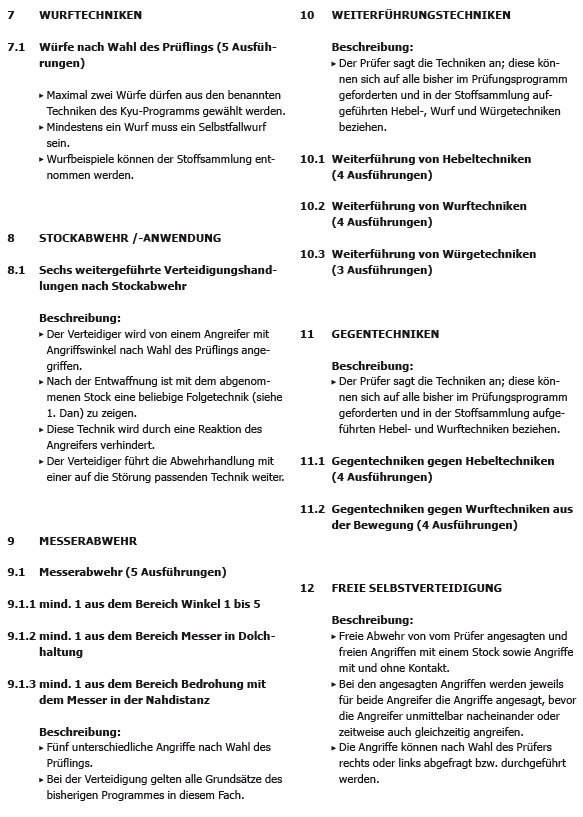 7 WURFTECHNIKEN
7.1 Würfe nach Wahl des Prüflings (5 Ausfüh-
rungen)
▸ Maximal zwei Würfe dürfen aus den benannten
Techniken des Kyu-Programms gewählt werden.
▸ Mindestens ein Wurf muss ein Selbstfallwurf
sein.
▸ Wurfbeispiele können der Stoffsammlung ent-
nommen werden.
8 STOCKABWEHR /-ANWENDUNG
8.1 Sechs weitergeführte Verteidigungshand-
lungen nach Stockabwehr
Beschreibung:
▸ Der Verteidiger wird von einem Angreifer mit
Angriffswinkel nach Wahl des Prüflings ange-
griffen.
▸ Nach der Entwaffnung ist mit dem abgenom-
menen Stock eine beliebige Folgetechnik (siehe
1. Dan) zu zeigen.
▸ Diese Technik wird durch eine Reaktion des
Angreifers verhindert.
▸ Der Verteidiger führt die Abwehrhandlung mit
einer auf die Störung passenden Technik weiter.
9 MESSERABWEHR
9.1 Messerabwehr (5 Ausführungen)
9.1.1 mind. 1 aus dem Bereich Winkel 1 bis 5
9.1.2 mind. 1 aus dem Bereich Messer in Dolch-
haltung
9.1.3 mind. 1 aus dem Bereich Bedrohung mit
dem Messer in der Nahdistanz
Beschreibung:
▸ Fünf unterschiedliche Angriffe nach Wahl des
Prüflings.
▸ Bei der Verteidigung gelten alle Grundsätze des
bisherigen Programmes in diesem Fach.
10 WEITERFÜHRUNGSTECHNIKEN
Beschreibung:
▸ Der Prüfer sagt die Techniken an; diese kön-
nen sich auf alle bisher im Prüfungsprogramm
geforderten und in der Stoffsammlung auf-
geführten Hebel-, Wurf und Würgetechniken
beziehen.
10.1 Weiterführung von Hebeltechniken
(4 Ausführungen)
10.2 Weiterführung von Wurftechniken
(4 Ausführungen)
10.3 Weiterführung von Würgetechniken
(3 Ausführungen)
11 GEGENTECHNIKEN
Beschreibung:
▸ Der Prüfer sagt die Techniken an; diese kön-
nen sich auf alle bisher im Prüfungsprogramm
geforderten und in der Stoffsammlung aufge-
führten Hebel- und Wurftechniken beziehen.
11.1 Gegentechniken gegen Hebeltechniken
(4 Ausführungen)
11.2 Gegentechniken gegen Wurftechniken aus
der Bewegung (4 Ausführungen)
12 FREIE SELBSTVERTEIDIGUNG
Beschreibung:
▸ Freie Abwehr von vom Prüfer angesagten und
freien Angriffen mit einem Stock sowie Angriffe
mit und ohne Kontakt.
▸ Bei den angesagten Angriffen werden jeweils
für beide Angreifer die Angriffe angesagt, bevor
die Angreifer unmittelbar nacheinander oder
zeitweise auch gleichzeitig angreifen.
▸ Die Angriffe können nach Wahl des Prüfers
rechts oder links abgefragt bzw. durchgeführt
werden.